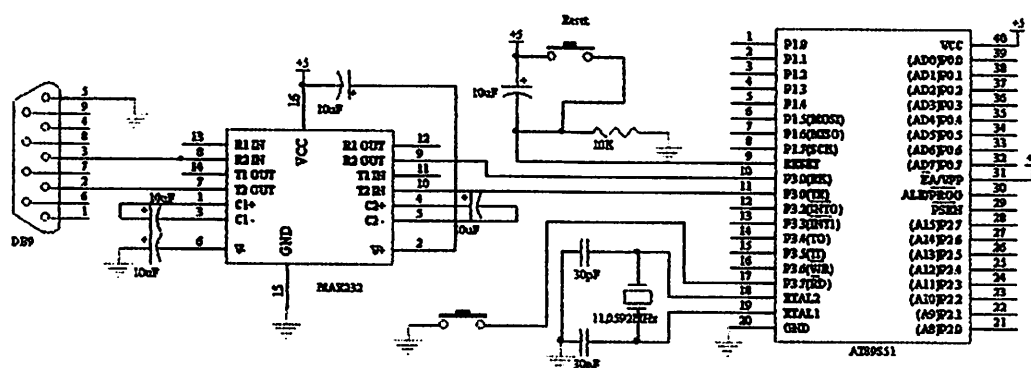 Reset
+5
+5
+5
10uF
10uF
10K
5
9
4
8
3
7
2
6
1
DB9
16
VCC
13 R1 IN
8 R2 IN
14 T1 OUT
7 T2 OUT
1 C1+
3 C1-
6 V-
R1 OUT 12
R2 OUT 9
T1 IN 11
T2 IN 10
C2+ 4
C2- 5
V+ 2
GND
15
MAX232
10uF
10uF
10uF
30pF
11,0592MHz
30pF
1 P1.0
2 P1.1
3 P1.2
4 P1.3
5 P1.4
6 P1.5(MOSI)
7 P1.6(MISO)
8 P1.5(SCK)
9 RESET
10 P3.0(RX)
11 P3.0(TX)
12 P3.2(INT0)
13 P3.3(INT1)
14 P3.4(TO)
15 P3.5(T1)
16 P3.6(WR)
17 P3.7(RD)
18 XTAL2
19 XTAL1
20 GND
VCC 40
(AD0)P0.0 39
(AD1)P0.1 38
(AD2)P0.2 37
(AD3)P0.3 36
(AD4)P0.4 35
(AD5)P0.5 34
(AD6)P0.6 33
(AD7)P0.7 32
EA/VPP 31
ALE/PROG 30
PSEN 29
(A15)P2.7 28
(A14)P2.6 27
(A13)P2.5 26
(A12)P2.4 25
(A11)P2.3 24
(A10)P2.2 23
(A9)P2.1 22
(A8)P2.0 21
AT89S51